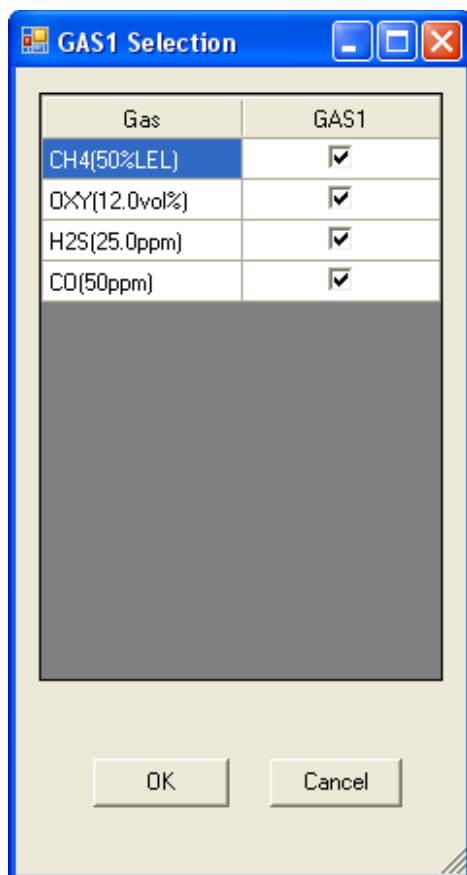 GAS1 Selection
Gas GAS1
CH4(50%LEL)
OXY(12.0vol%)
H2S(25.0ppm)
CO(50ppm)
OK Cancel